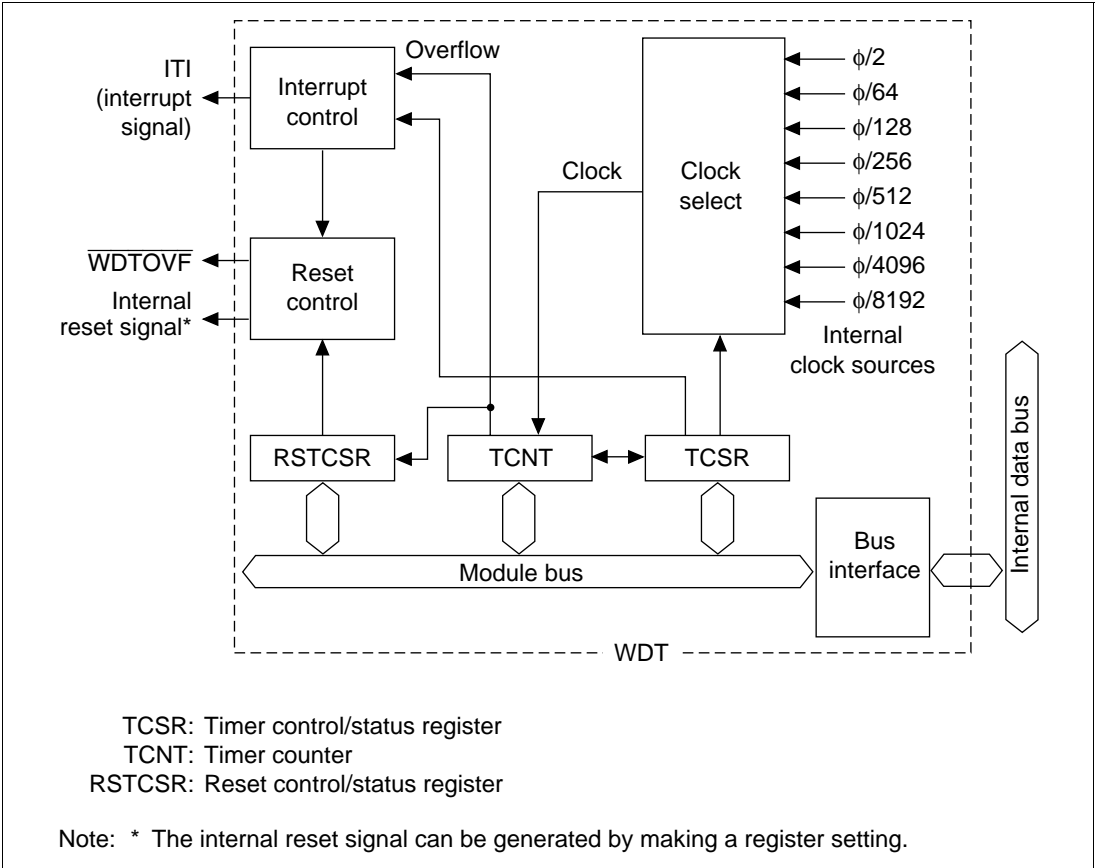 ITI
(interrupt
signal)
Interrupt
control
Overflow
WDTOVF
Internal
reset signal*
Reset
control
Clock
Clock
select
ϕ/2
ϕ/64
ϕ/128
ϕ/256
ϕ/512
ϕ/1024
ϕ/4096
ϕ/8192
Internal
clock sources
RSTCSR
TCNT
TCSR
Module bus
Bus
interface
Internal data bus
WDT
TCSR: Timer control/status register
TCNT: Timer counter
RSTCSR: Reset control/status register
Note: * The internal reset signal can be generated by making a register setting.